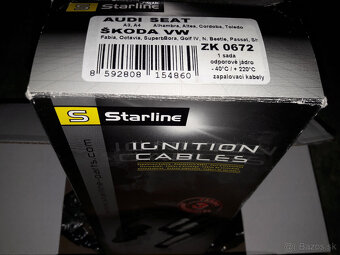 Starline
AUDI SEAT
A3, A4 Alhambra, Altea, Cordoba, Toledo
ŠKODA VW
Fabia, Octavia, Superb Bora, Golf IV, N. Beetle, Passat, Sh
ZK 0672
1 sada
odporové jádro
- 40°C / + 220°C
zapalovací kabely
8 592808 154860
S Starline
IGNITION
CABLES
bazos.sk